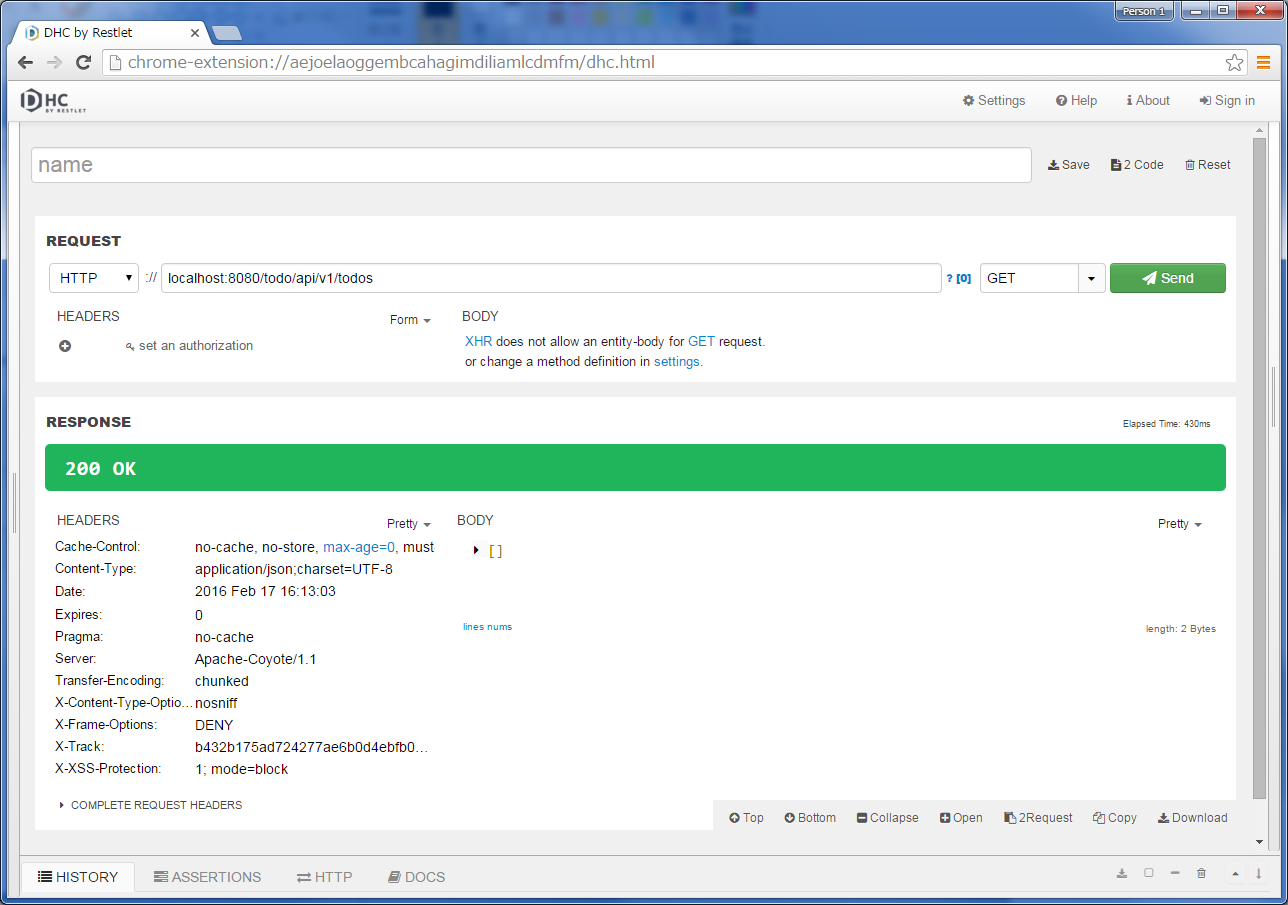 Person 1
DHC by Restlet
chrome-extension://aejoelaoggembcahagimdiliamlcdmfm/dhc.html
DHC BY RESTLET Settings Help About Sign in
name Save 2 Code Reset
REQUEST
HTTP :// localhost:8080/todo/api/v1/todos ? [0] GET Send
HEADERS Form BODY
set an authorization
XHR does not allow an entity-body for GET request.
or change a method definition in settings.
RESPONSE Elapsed Time: 430ms
200 OK
HEADERS Pretty BODY Pretty
Cache-Control: no-cache, no-store, max-age=0, must
[]
Content-Type: application/json;charset=UTF-8
Date: 2016 Feb 17 16:13:03
Expires: 0
lines nums length: 2 Bytes
Pragma: no-cache
Server: Apache-Coyote/1.1
Transfer-Encoding: chunked
X-Content-Type-Optio... nosniff
X-Frame-Options: DENY
X-Track: b432b175ad724277ae6b0d4ebfb0...
X-XSS-Protection: 1; mode=block
COMPLETE REQUEST HEADERS
Top Bottom Collapse Open 2Request Copy Download
HISTORY ASSERTIONS HTTP DOCS